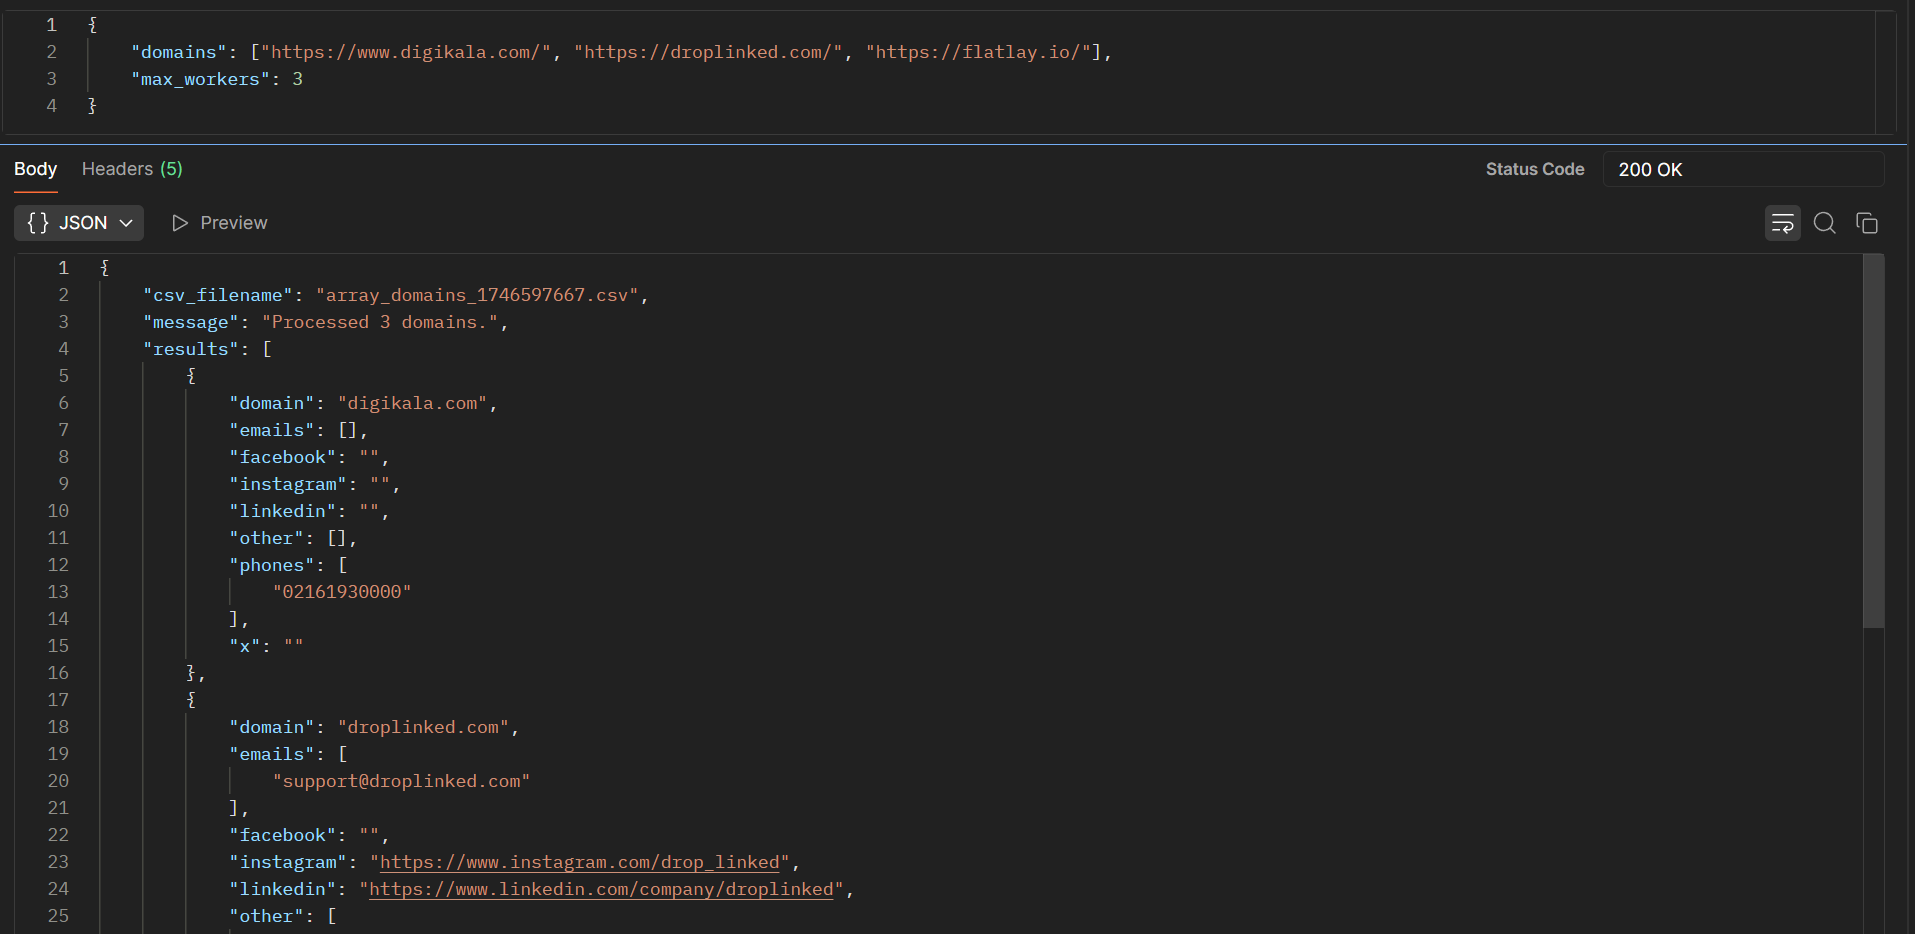 1 {
2     "domains": ["https://www.digikala.com/", "https://droplinked.com/", "https://flatlay.io/"],
3     "max_workers": 3
4 }
Body Headers (5) Status Code 200 OK
{ } JSON Preview
1 {
2     "csv_filename": "array_domains_1746597667.csv",
3     "message": "Processed 3 domains.",
4     "results": [
5         {
6             "domain": "digikala.com",
7             "emails": [],
8             "facebook": "",
9             "instagram": "",
10             "linkedin": "",
11             "other": [],
12             "phones": [
13                 "02161930000"
14             ],
15             "x": ""
16         },
17         {
18             "domain": "droplinked.com",
19             "emails": [
20                 "support@droplinked.com"
21             ],
22             "facebook": "",
23             "instagram": "https://www.instagram.com/drop_linked",
24             "linkedin": "https://www.linkedin.com/company/droplinked",
25             "other": [